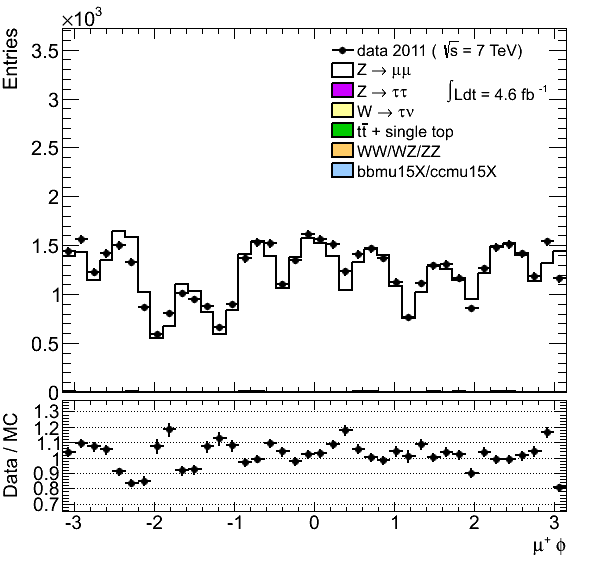 ×10³
Entries
3.5
3
2.5
2
1.5
1
0.5
0
data 2011 ( √s = 7 TeV)
Z → μμ
Z → ττ
∫Ldt = 4.6 fb⁻¹
W → τν
tt̄ + single top
WW/WZ/ZZ
bbmu15X/ccmu15X
Data / MC
1.3
1.2
1.1
1
0.9
0.8
0.7
-3 -2 -1 0 1 2 3
μ⁺ ϕ